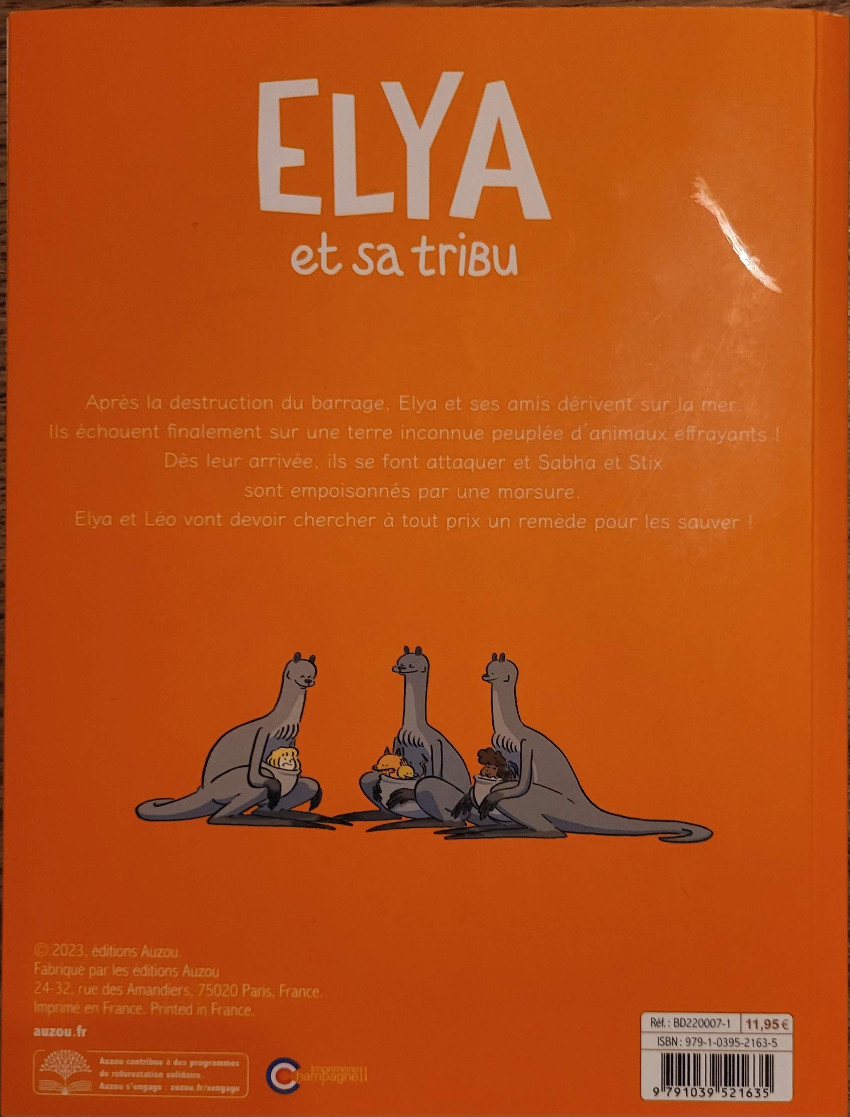 ELYA
et sa tribu
Après la destruction du barrage, Elya et ses amis dérivent sur la mer.
Ils échouent finalement sur une terre inconnue peuplée d'animaux effrayants !
Dès leur arrivée, ils se font attaquer et Sabha et Stix
sont empoisonnés par une morsure.
Elya et Léo vont devoir chercher à tout prix un remède pour les sauver !
© 2023, éditions Auzou.
Fabriqué par les éditions Auzou
24-32, rue des Amandiers, 75020 Paris, France.
Imprimé en France. Printed in France.
auzou.fr
Auzou contribue à des programmes
de reforestation solidaire.
Auzou s'engage : auzou.fr/sengage
Imprimerie
Champagne
Réf. : BD220007-1
11,95€
ISBN : 979-1-0395-2163-5
9 791039 521635